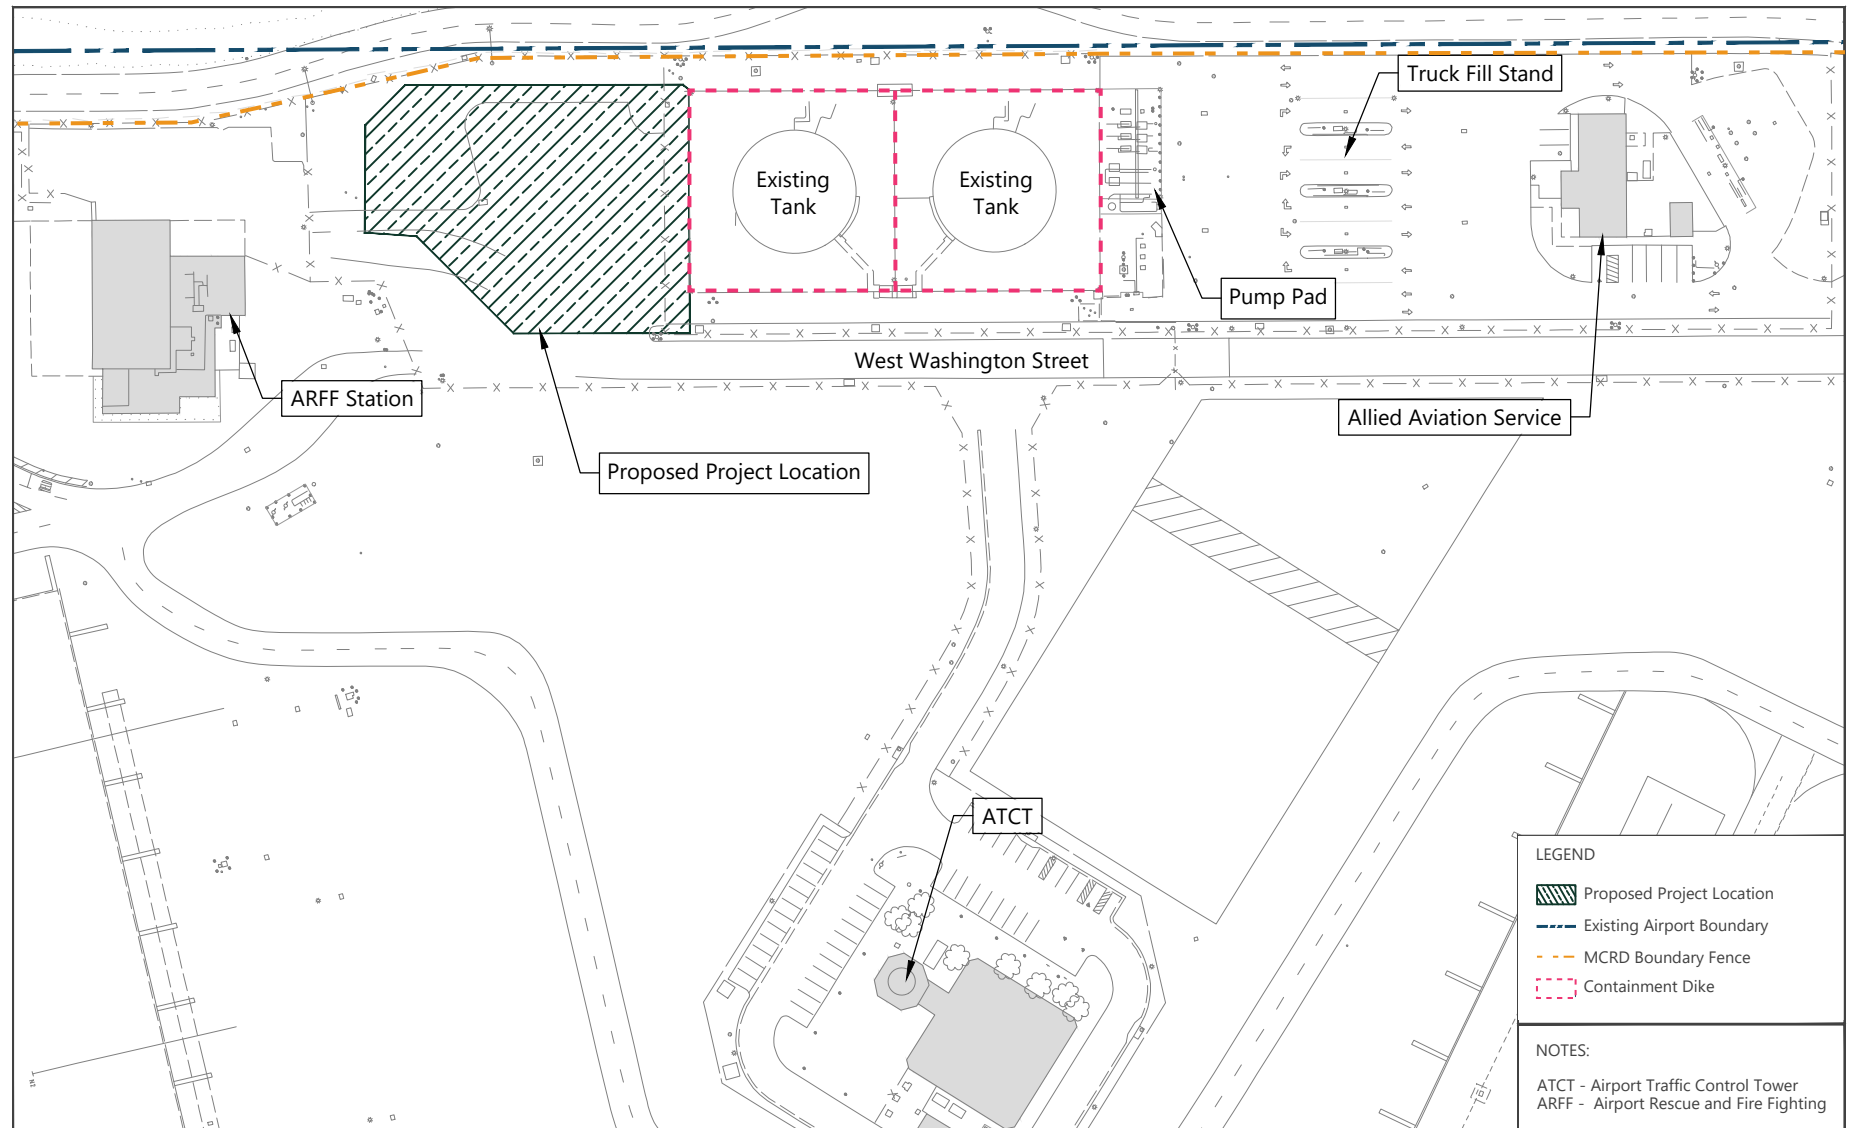 Truck Fill Stand
Existing
Tank
Existing
Tank
Pump Pad
West Washington Street
ARFF Station
Allied Aviation Service
Proposed Project Location
ATCT
LEGEND
Proposed Project Location
Existing Airport Boundary
MCRD Boundary Fence
Containment Dike
NOTES:
ATCT - Airport Traffic Control Tower
ARFF - Airport Rescue and Fire Fighting